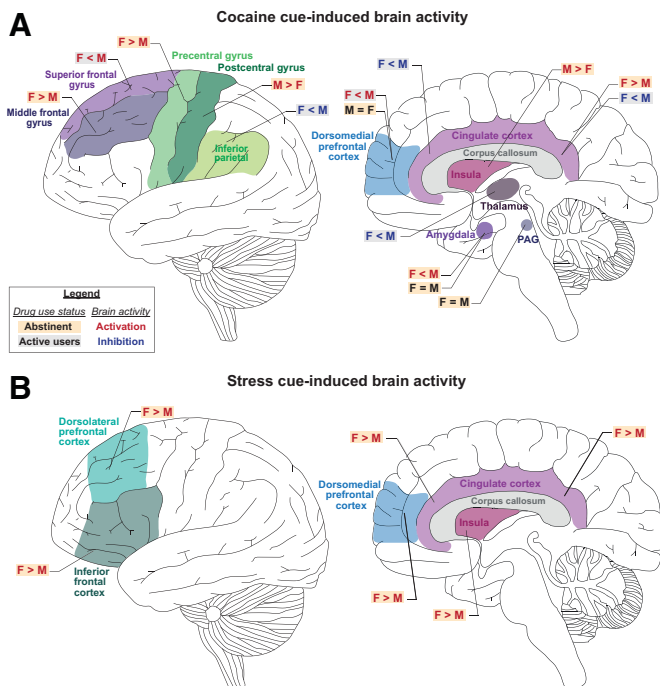 A
Cocaine cue-induced brain activity
F > M
F < M
Precentral gyrus
Postcentral gyrus
Superior frontal
gyrus
F > M
M > F
Middle frontal
gyrus
F < M
Inferior
parietal
F < M
M > F
F < M
M = F
F > M
F < M
Dorsomedial
prefrontal
cortex
Cingulate cortex
Corpus callosum
Insula
Thalamus
F < M
Amygdala
PAG
F < M
F = M
F = M
Legend
Drug use status Brain activity
Abstinent Activation
Active users Inhibition
B
Stress cue-induced brain activity
F > M
Dorsolateral
prefrontal
cortex
F > M
Inferior
frontal
cortex
F > M
F > M
Dorsomedial
prefrontal
cortex
Cingulate cortex
Corpus callosum
Insula
F > M
F > M